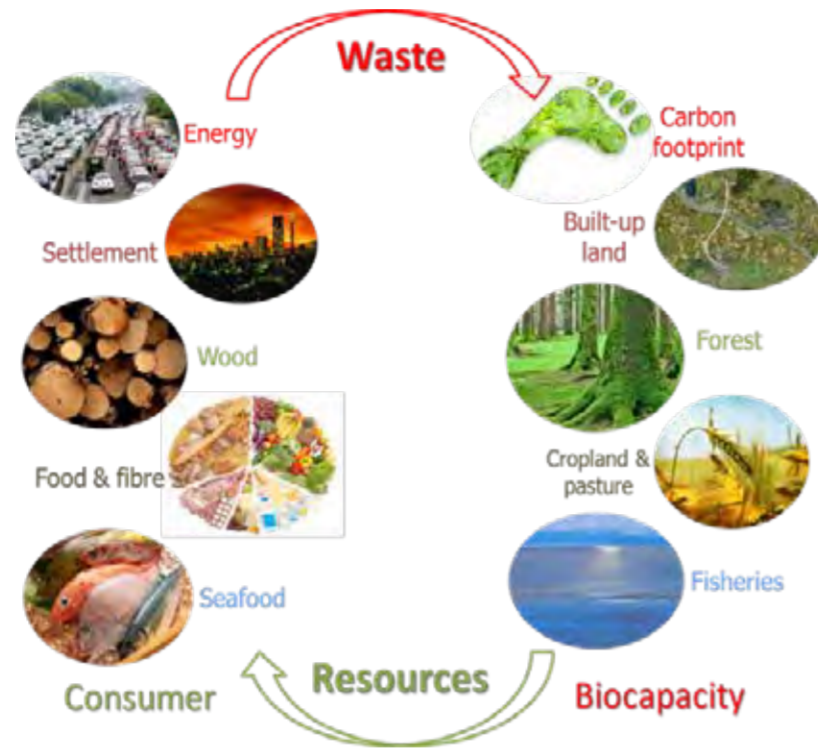 Waste
Energy
Carbon
footprint
Settlement
Built-up
land
Wood
Forest
Food & fibre
Cropland &
pasture
Seafood
Fisheries
Resources
Consumer
Biocapacity